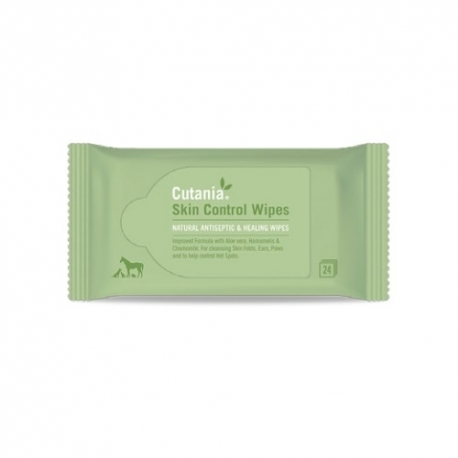 Cutania
Skin Control Wipes
NATURAL ANTISEPTIC & HEALING WIPES
Improved Formula with Aloe vera, Hamamelis &
Chamomile. For cleansing Skin folds, Ears, Paws
and to help control Hot Spots.
24